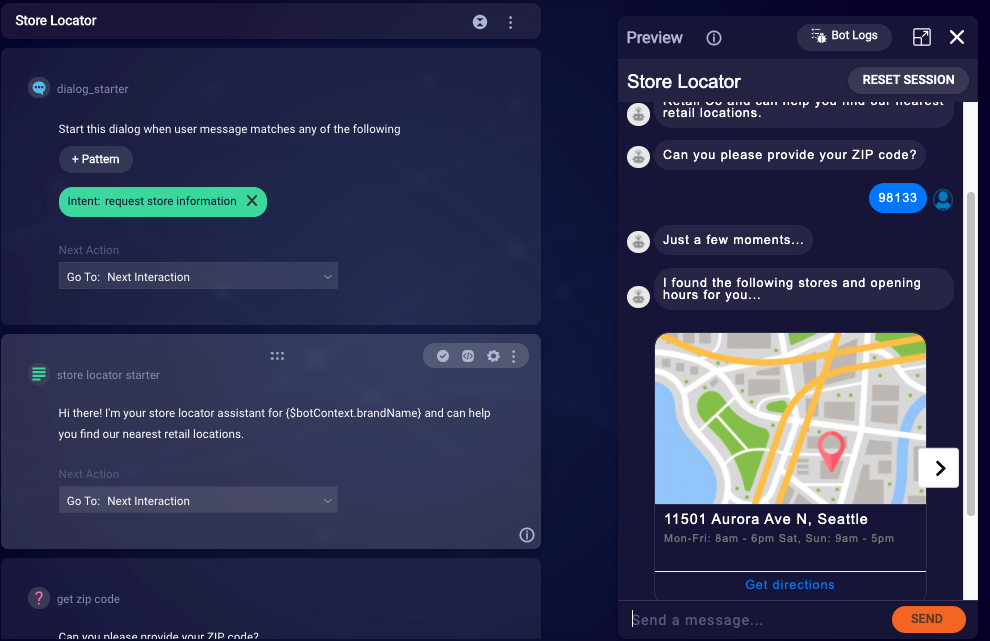 Store Locator
dialog_starter
Start this dialog when user message matches any of the following
+ Pattern
Intent: request store information
Next Action
Go To: Next Interaction
store locator starter
Hi there! I'm your store locator assistant for {$botContext.brandName} and can help
you find our nearest retail locations.
Next Action
Go To: Next Interaction
get zip code
Can you please provide your ZIP code?
Preview
Bot Logs
Store Locator
RESET SESSION
Retail Co and can help you find our nearest
retail locations.
Can you please provide your ZIP code?
98133
Just a few moments...
I found the following stores and opening
hours for you...
11501 Aurora Ave N, Seattle
Mon-Fri: 8am - 6pm Sat, Sun: 9am - 5pm
Get directions
Send a message...
SEND